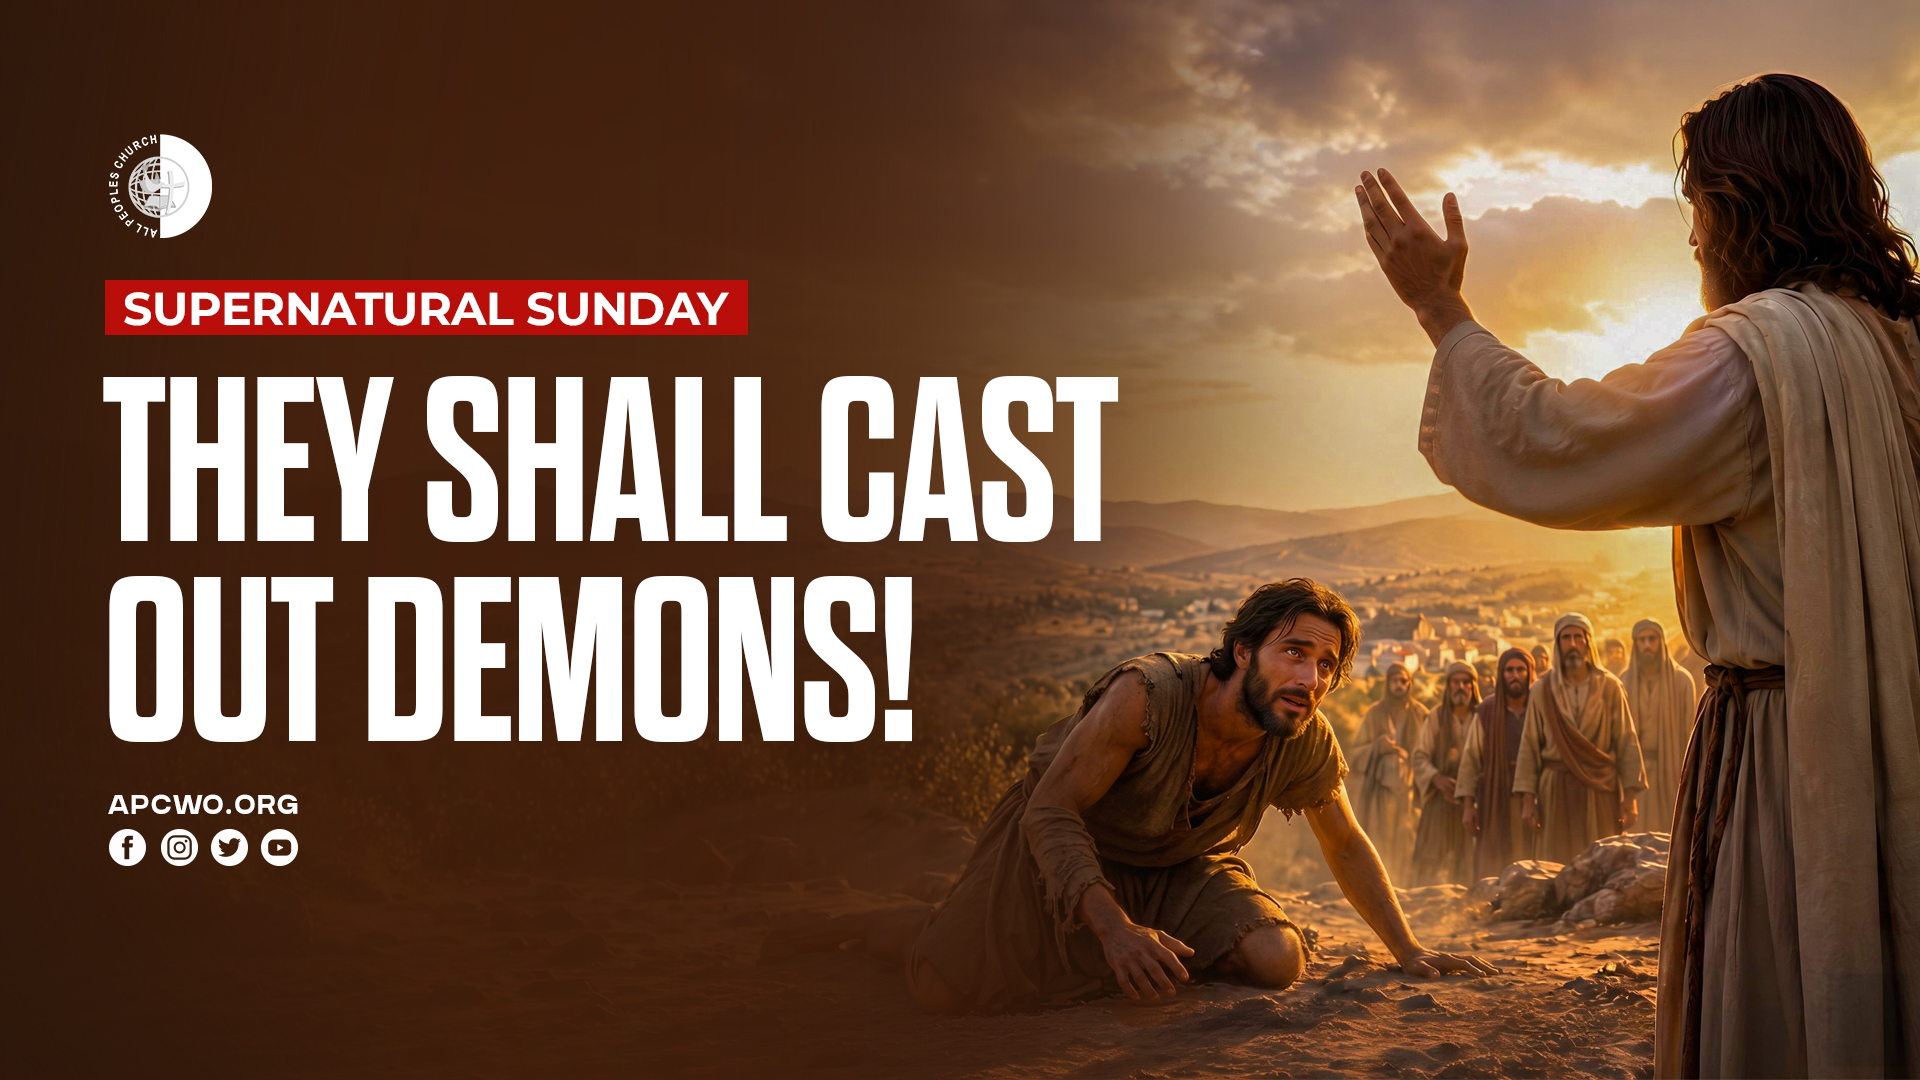 ALL PEOPLES CHURCH
SUPERNATURAL SUNDAY
THEY SHALL CAST
OUT DEMONS!
APCWO.ORG